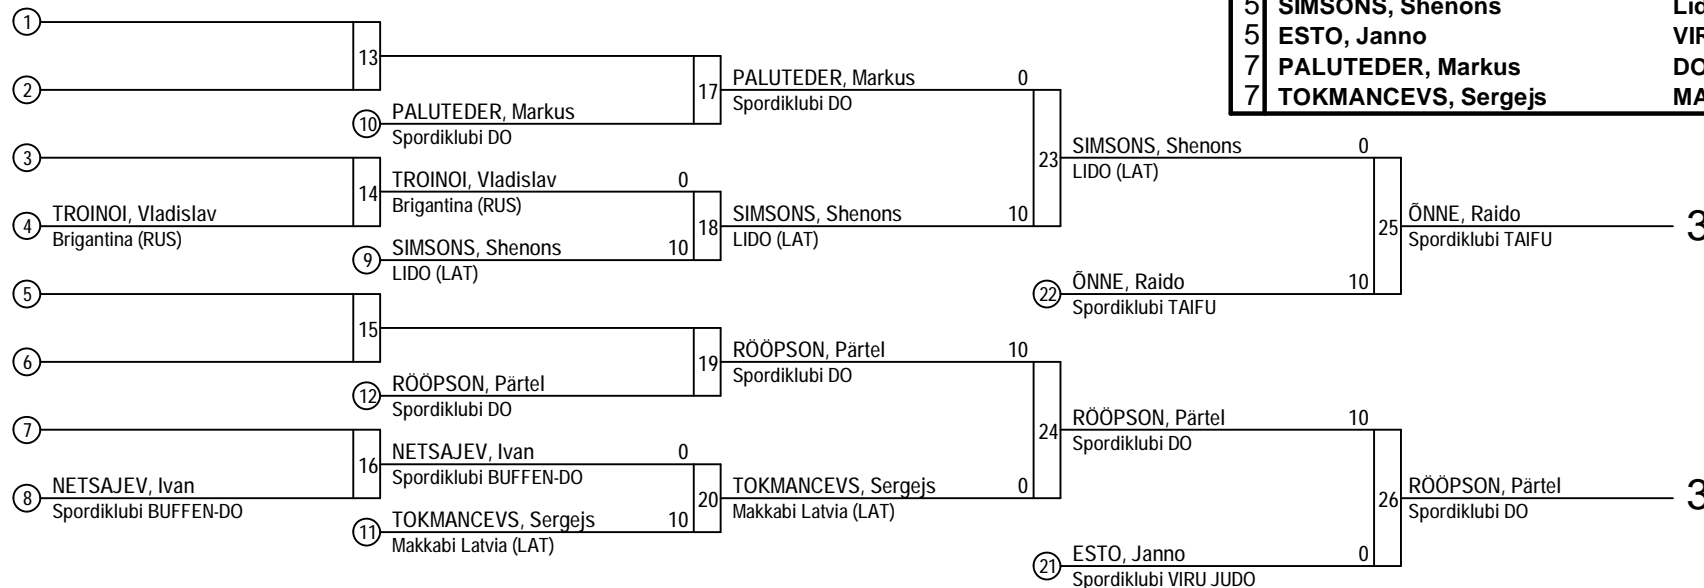 5 SIMSONS, Shenons
5 ESTO, Janno
7 PALUTEDER, Markus
7 TOKMANCEVS, Sergejs
1
13
2
PALUTEDER, Markus 0
17 Spordiklubi DO
10 PALUTEDER, Markus
Spordiklubi DO
3
SIMSONS, Shenons 0
23 LIDO (LAT)
14 TROINOI, Vladislav 0
Brigantina (RUS)
4 TROINOI, Vladislav
Brigantina (RUS)
18 SIMSONS, Shenons 10
LIDO (LAT)
25 ÕNNE, Raido 3
Spordiklubi TAIFU
9 SIMSONS, Shenons 10
LIDO (LAT)
5
22 ÕNNE, Raido 10
Spordiklubi TAIFU
15
6
19 RÖÖPSON, Pärtel 10
Spordiklubi DO
12 RÖÖPSON, Pärtel
Spordiklubi DO
7
24 RÖÖPSON, Pärtel 10
Spordiklubi DO
16 NETSAJEV, Ivan 0
Spordiklubi BUFFEN-DO
8 NETSAJEV, Ivan
Spordiklubi BUFFEN-DO
20 TOKMANCEVS, Sergejs 0
Makkabi Latvia (LAT)
26 RÖÖPSON, Pärtel 3
Spordiklubi DO
11 TOKMANCEVS, Sergejs 10
Makkabi Latvia (LAT)
21 ESTO, Janno 0
Spordiklubi VIRU JUDO